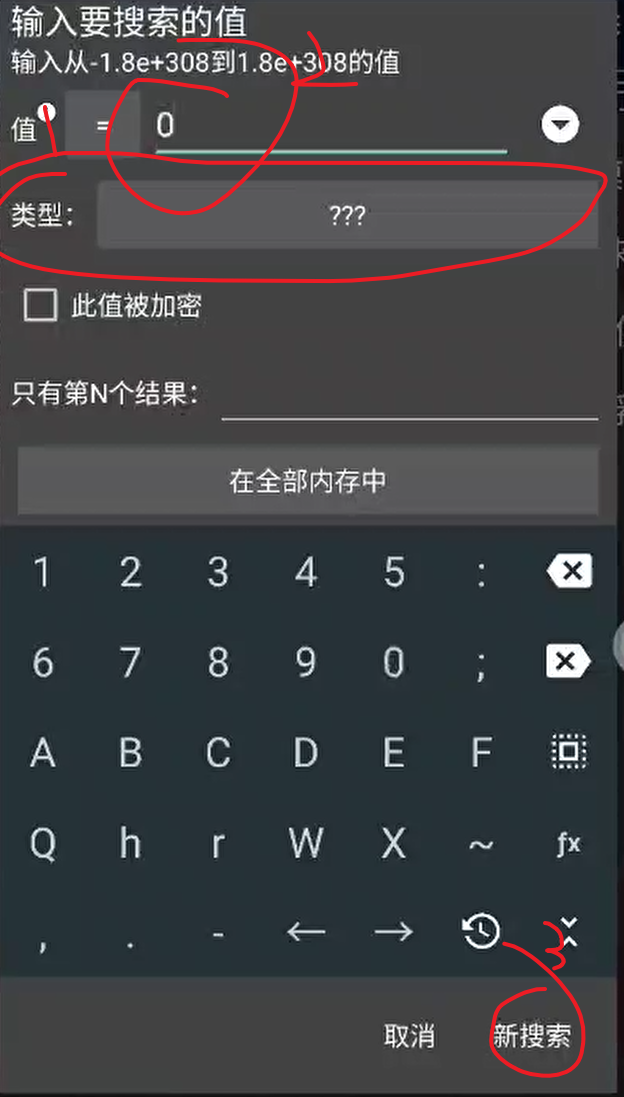 输入要搜索的值
输入从-1.8e+308到1.8e+308的值
值 = 0
类型： ???
此值被加密
只有第N个结果：
在全部内存中
1 2 3 4 5 :
6 7 8 9 0 ;
A B C D E F
Q h r W X ~ ƒx
, . - ← →
3
取消 新搜索